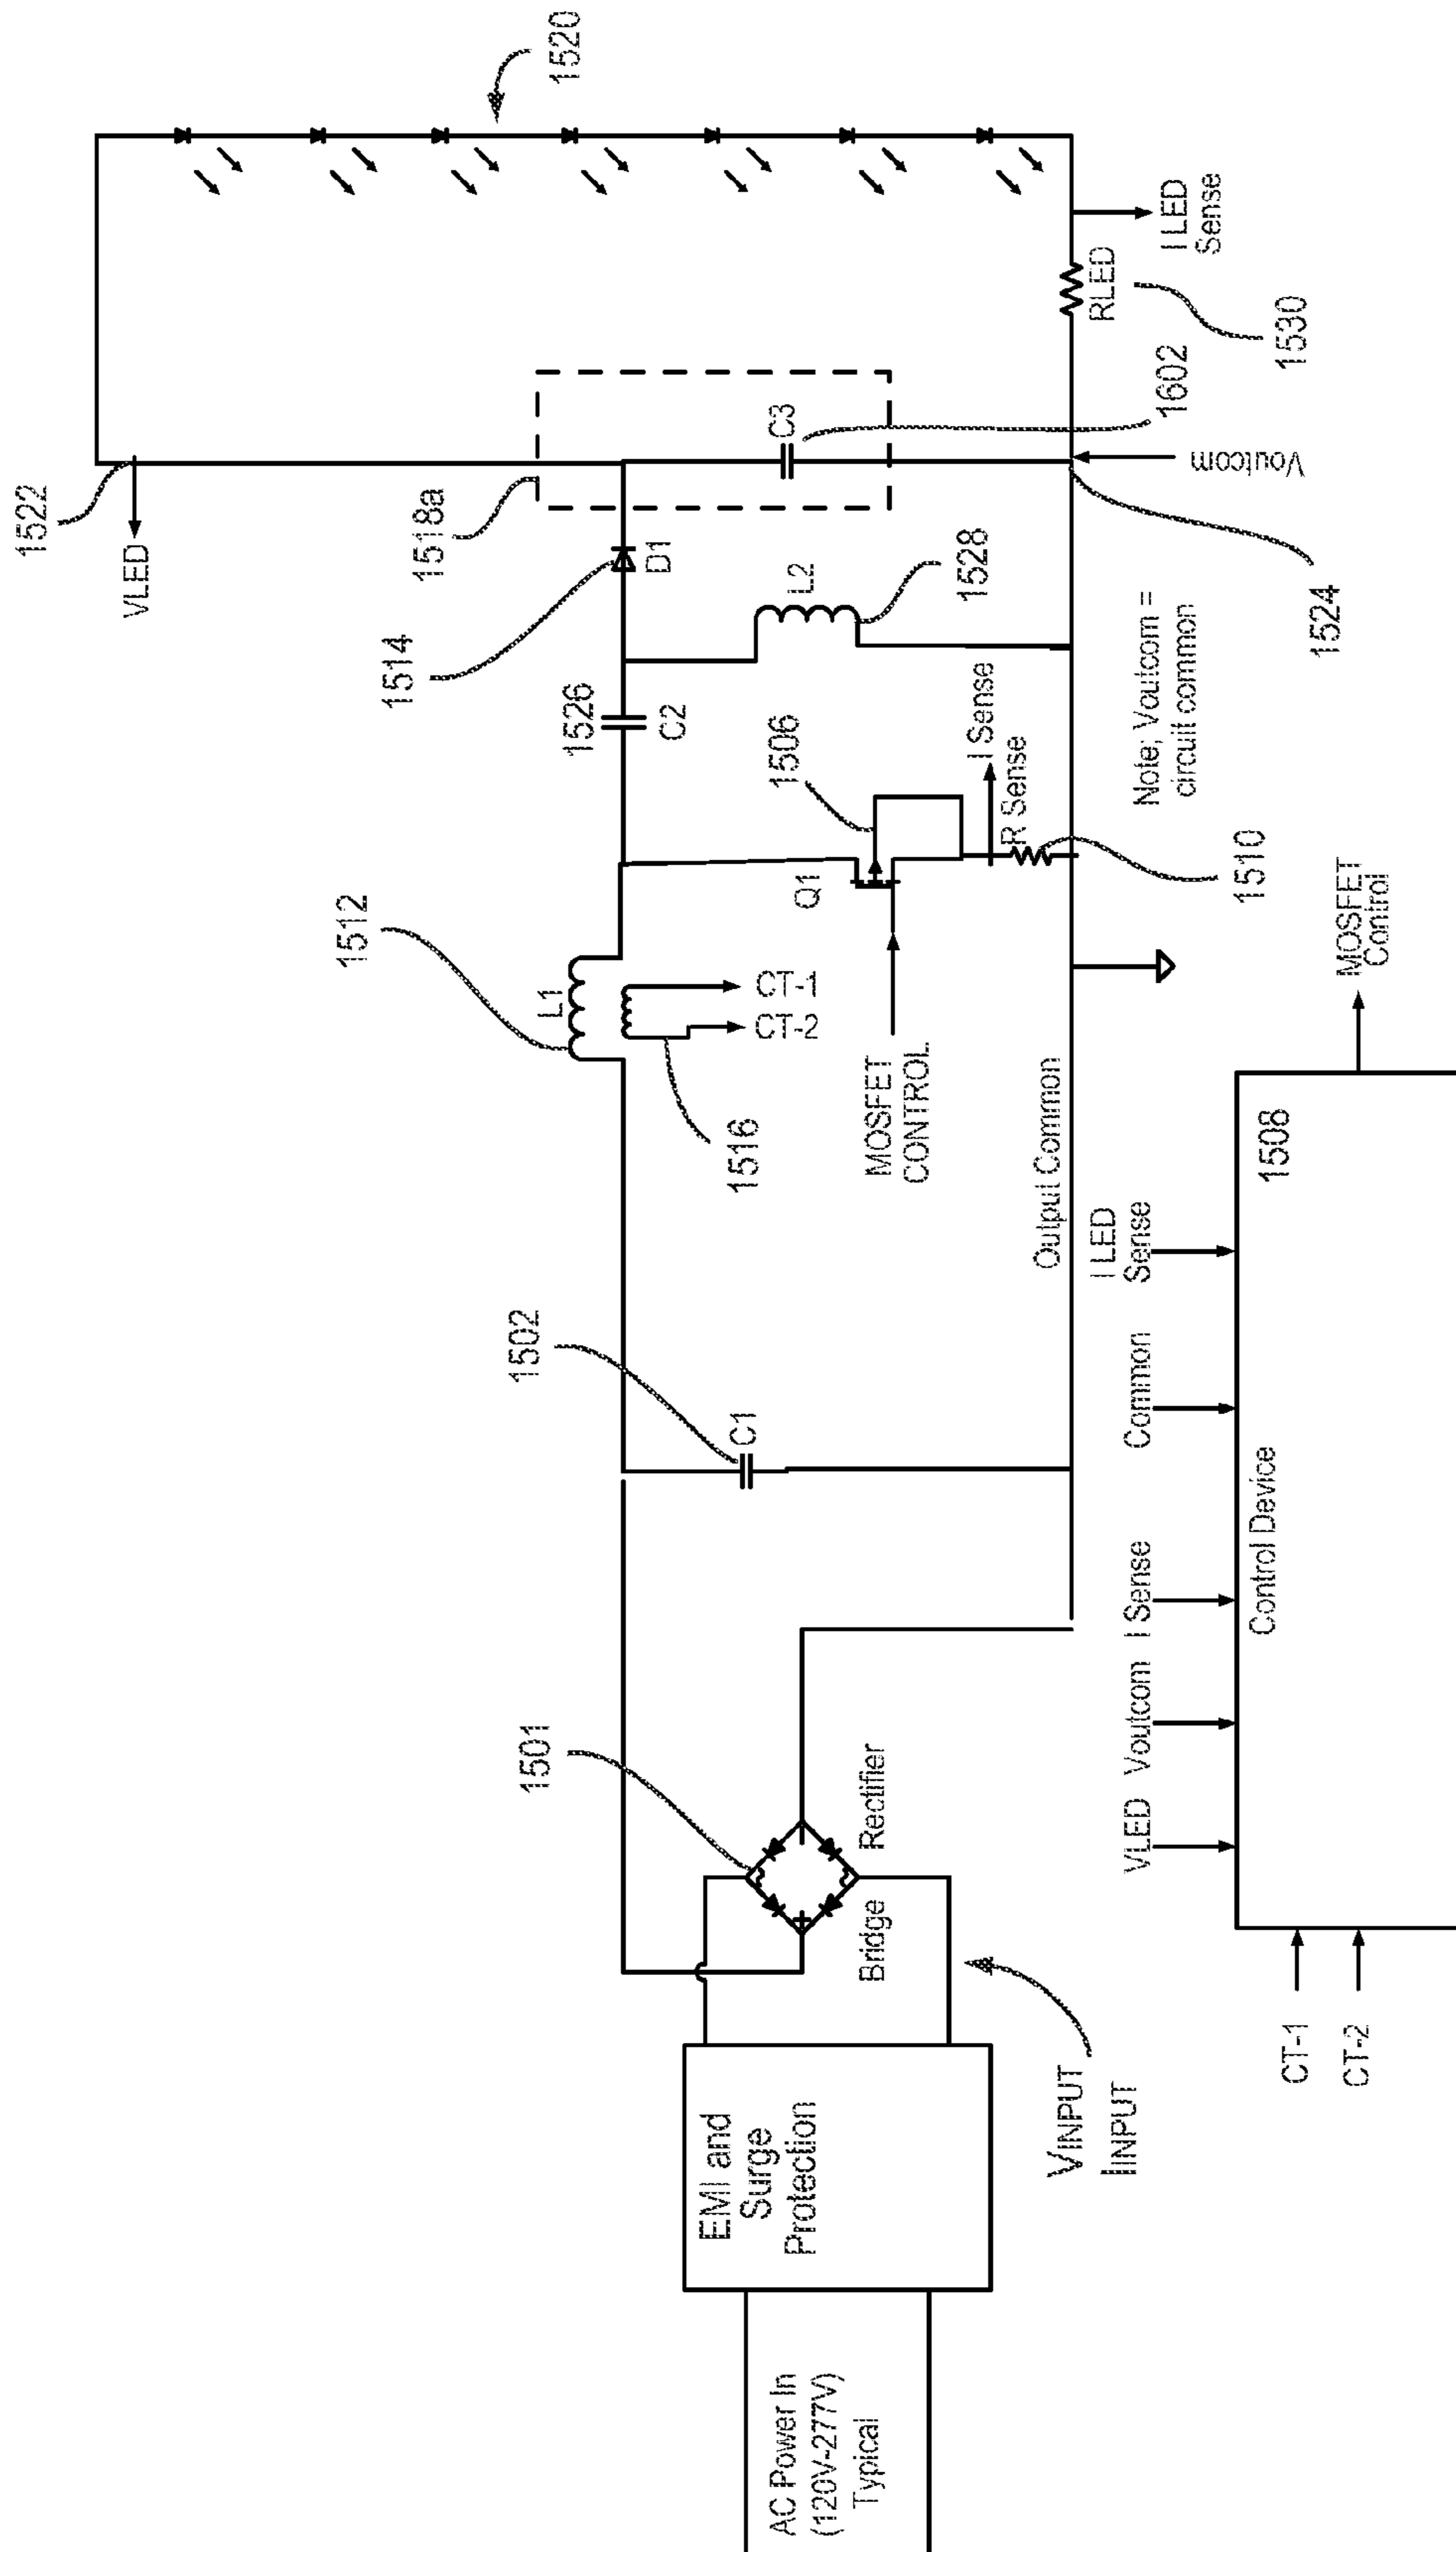 AC Power In
(120V-277V)
Typical
EMI and
Surge
Protection
VINPUT
IINPUT
1501
Bridge
Rectifier
1502
C1
1512
L1
1516
CT-1
CT-2
MOSFET
CONTROL
Q1
1506
I Sense
R Sense
1510
Output Common
1526
C2
L2
1528
1514
D1
1518a
C3
1602
1522
VLED
1520
I LED
Sense
RLED
1530
Voutcom
1524
Note: Voutcom =
circuit common
VLED
Voutcom
I Sense
Common
I LED
Sense
Control Device
1508
CT-1
CT-2
MOSFET
Control